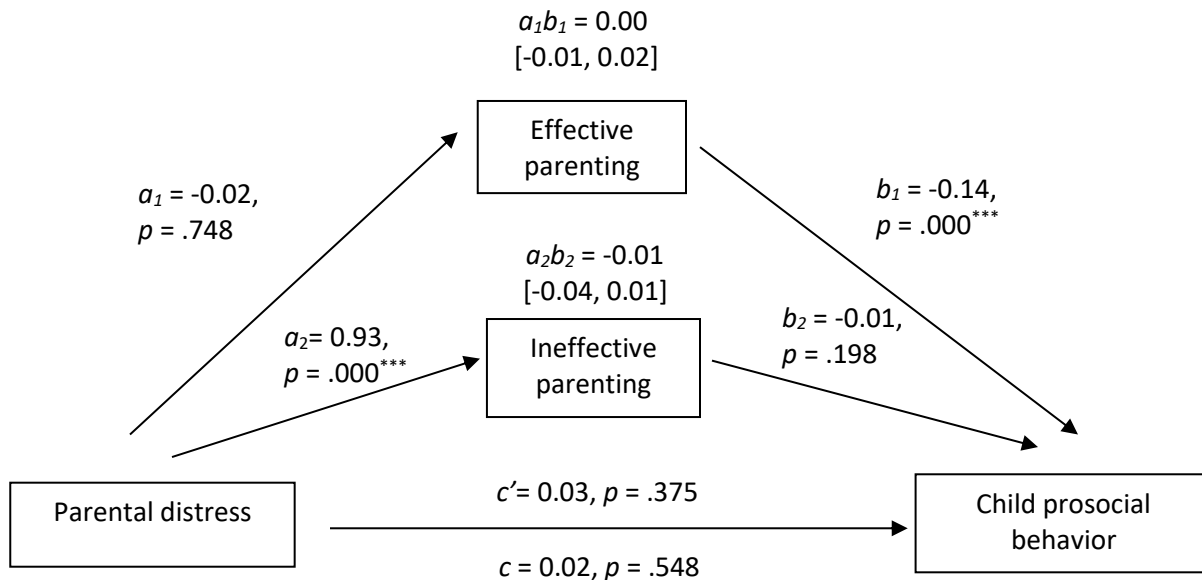 a₁b₁ = 0.00
[-0.01, 0.02]
Effective
parenting
a₁ = -0.02,
p = .748
b₁ = -0.14,
p = .000***
a₂b₂ = -0.01
[-0.04, 0.01]
a₂= 0.93,
p = .000***
Ineffective
parenting
b₂ = -0.01,
p = .198
Parental distress
c’= 0.03, p = .375
c = 0.02, p = .548
Child prosocial
behavior